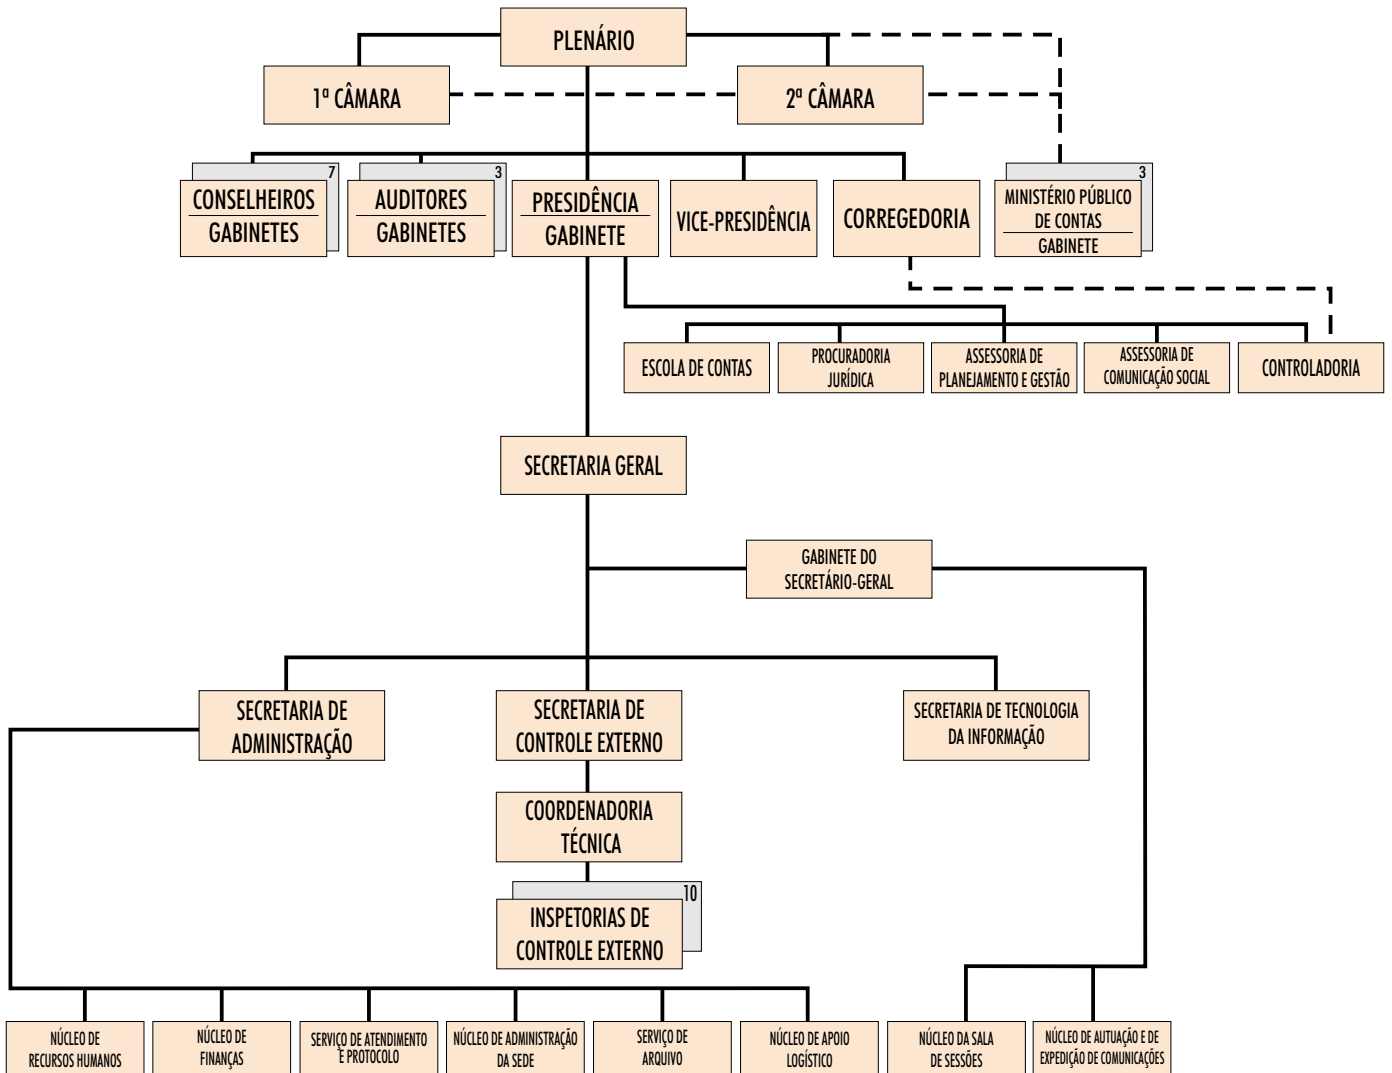 PLENÁRIO
1ª CÂMARA
2ª CÂMARA
7
CONSELHEIROS
GABINETES
3
AUDITORES
GABINETES
PRESIDÊNCIA
GABINETE
VICE-PRESIDÊNCIA
CORREGEDORIA
3
MINISTÉRIO PÚBLICO
DE CONTAS
GABINETE
ESCOLA DE CONTAS
PROCURADORIA
JURÍDICA
ASSESSORIA DE
PLANEJAMENTO E GESTÃO
ASSESSORIA DE
COMUNICAÇÃO SOCIAL
CONTROLADORIA
SECRETARIA GERAL
GABINETE DO
SECRETÁRIO-GERAL
SECRETARIA DE
ADMINISTRAÇÃO
SECRETARIA DE
CONTROLE EXTERNO
SECRETARIA DE TECNOLOGIA
DA INFORMAÇÃO
COORDENADORIA
TÉCNICA
10
INSPETORIAS DE
CONTROLE EXTERNO
NÚCLEO DE
RECURSOS HUMANOS
NÚCLEO DE
FINANÇAS
SERVIÇO DE ATENDIMENTO
E PROTOCOLO
NÚCLEO DE ADMINISTRAÇÃO
DA SEDE
SERVIÇO DE
ARQUIVO
NÚCLEO DE APOIO
LOGÍSTICO
NÚCLEO DA SALA
DE SESSÕES
NÚCLEO DE AUTUAÇÃO E DE
EXPEDIÇÃO DE COMUNICAÇÕES